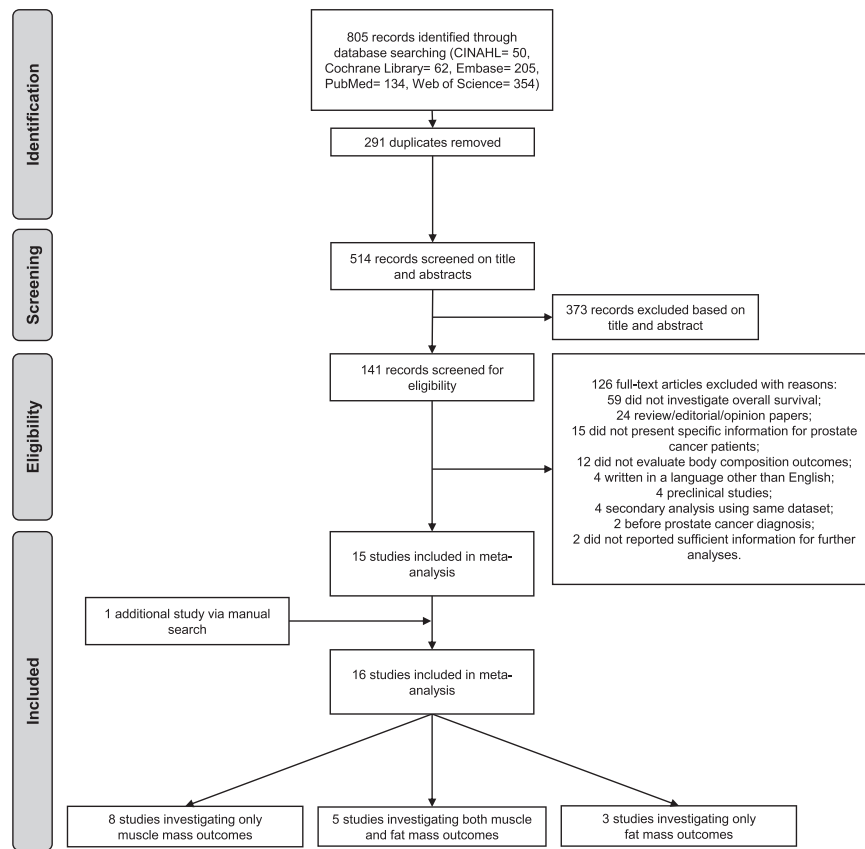 Identification
805 records identified through
database searching (CINAHL= 50,
Cochrane Library= 62, Embase= 205,
PubMed= 134, Web of Science= 354)
291 duplicates removed
Screening
514 records screened on title
and abstracts
373 records excluded based on
title and abstract
Eligibility
141 records screened for
eligibility
126 full-text articles excluded with reasons:
59 did not investigate overall survival;
24 review/editorial/opinion papers;
15 did not present specific information for prostate
cancer patients;
12 did not evaluate body composition outcomes;
4 written in a language other than English;
4 preclinical studies;
4 secondary analysis using same dataset;
2 before prostate cancer diagnosis;
2 did not reported sufficient information for further
analyses.
Included
15 studies included in meta-
analysis
1 additional study via manual
search
16 studies included in meta-
analysis
8 studies investigating only
muscle mass outcomes
5 studies investigating both muscle
and fat mass outcomes
3 studies investigating only
fat mass outcomes